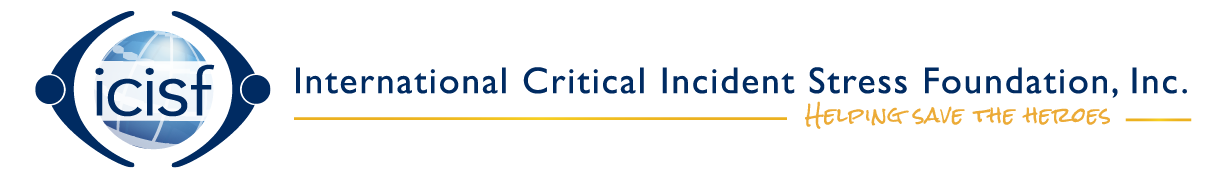 icisf
International Critical Incident Stress Foundation, Inc.
HELPING SAVE THE HEROES